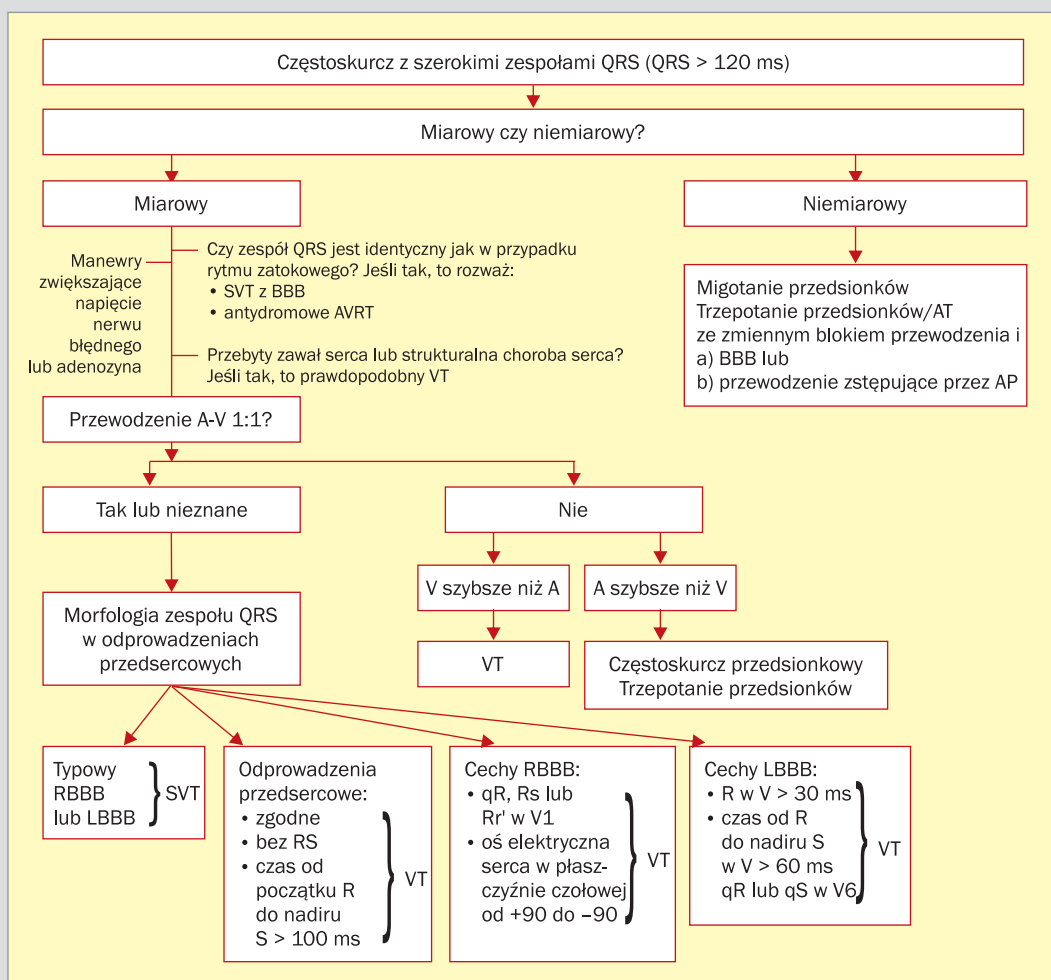 Częstoskurcz z szerokimi zespołami QRS (QRS > 120 ms)
Miarowy czy niemiarowy?
Miarowy
Niemiarowy
Manewry
zwiększające
napięcie
nerwu
błędnego
lub adenozyna
Czy zespół QRS jest identyczny jak w przypadku
rytmu zatokowego? Jeśli tak, to rozważ:
• SVT z BBB
• antydromowe AVRT
Przebyty zawał serca lub strukturalna choroba serca?
Jeśli tak, to prawdopodobny VT
Migotanie przedsionków
Trzepotanie przedsionków/AT
ze zmiennym blokiem przewodzenia i
a) BBB lub
b) przewodzenie zstępujące przez AP
Przewodzenie A-V 1:1?
Tak lub nieznane
Nie
V szybsze niż A
A szybsze niż V
Morfologia zespołu QRS
w odprowadzeniach
przedsercowych
VT
Częstoskurcz przedsionkowy
Trzepotanie przedsionków
Typowy
RBBB
lub LBBB
SVT
Odprowadzenia
przedsercowe:
• zgodne
• bez RS
• czas od
początku R
do nadiru
S > 100 ms
VT
Cechy RBBB:
• qR, Rs lub
Rr' w V1
• oś elektryczna
serca w płasz-
czyźnie czołowej
od +90 do –90
VT
Cechy LBBB:
• R w V > 30 ms
• czas od R
do nadiru S
w V > 60 ms
qR lub qS w V6
VT